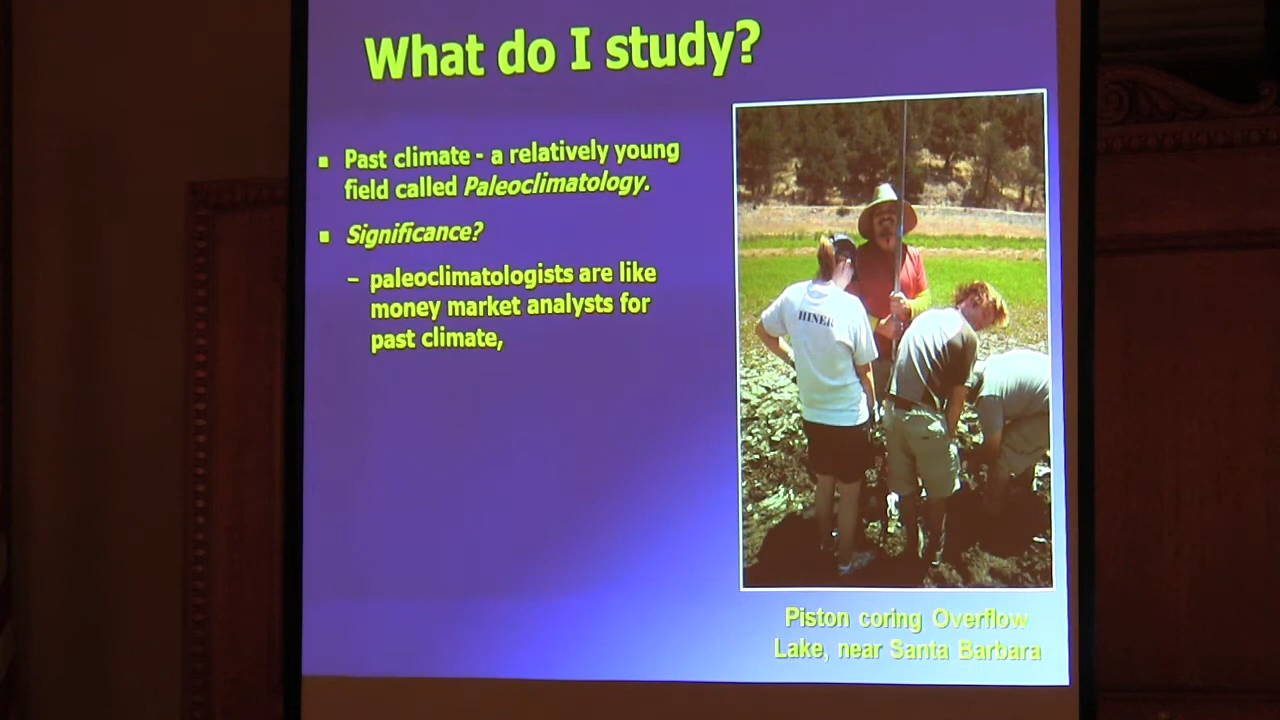 What do I study?
Past climate - a relatively young
field called Paleoclimatology.
Significance?
– paleoclimatologists are like
money market analysts for
past climate,
HINER
Piston coring Overflow
Lake, near Santa Barbara